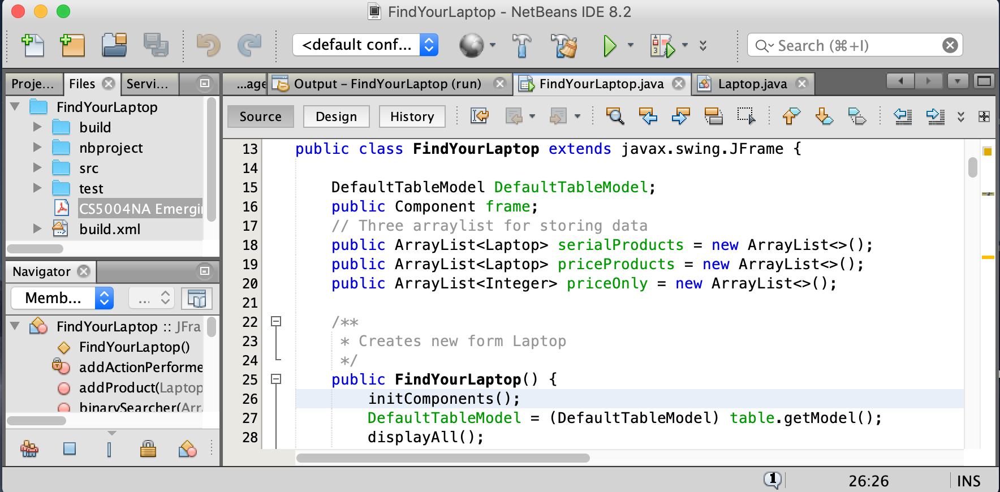 FindYourLaptop - NetBeans IDE 8.2
<default conf...
Search (⌘+I)
Proje...
Files
Servi...
...age
Output – FindYourLaptop (run)
FindYourLaptop.java
Laptop.java
FindYourLaptop
build
nbproject
src
test
CS5004NA Emergi
build.xml
Source
Design
History
Navigator
Memb...
...
FindYourLaptop :: JFra
FindYourLaptop()
addActionPerforme
addProduct(Laptop
binarySearcher(Arr
13 public class FindYourLaptop extends javax.swing.JFrame {
14
15 DefaultTableModel DefaultTableModel;
16 public Component frame;
17 // Three arraylist for storing data
18 public ArrayList<Laptop> serialProducts = new ArrayList<>();
19 public ArrayList<Laptop> priceProducts = new ArrayList<>();
20 public ArrayList<Integer> priceOnly = new ArrayList<>();
21
22 /**
23 * Creates new form Laptop
24 */
25 public FindYourLaptop() {
26 initComponents();
27 DefaultTableModel = (DefaultTableModel) table.getModel();
28 displayAll();
1
26:26
INS